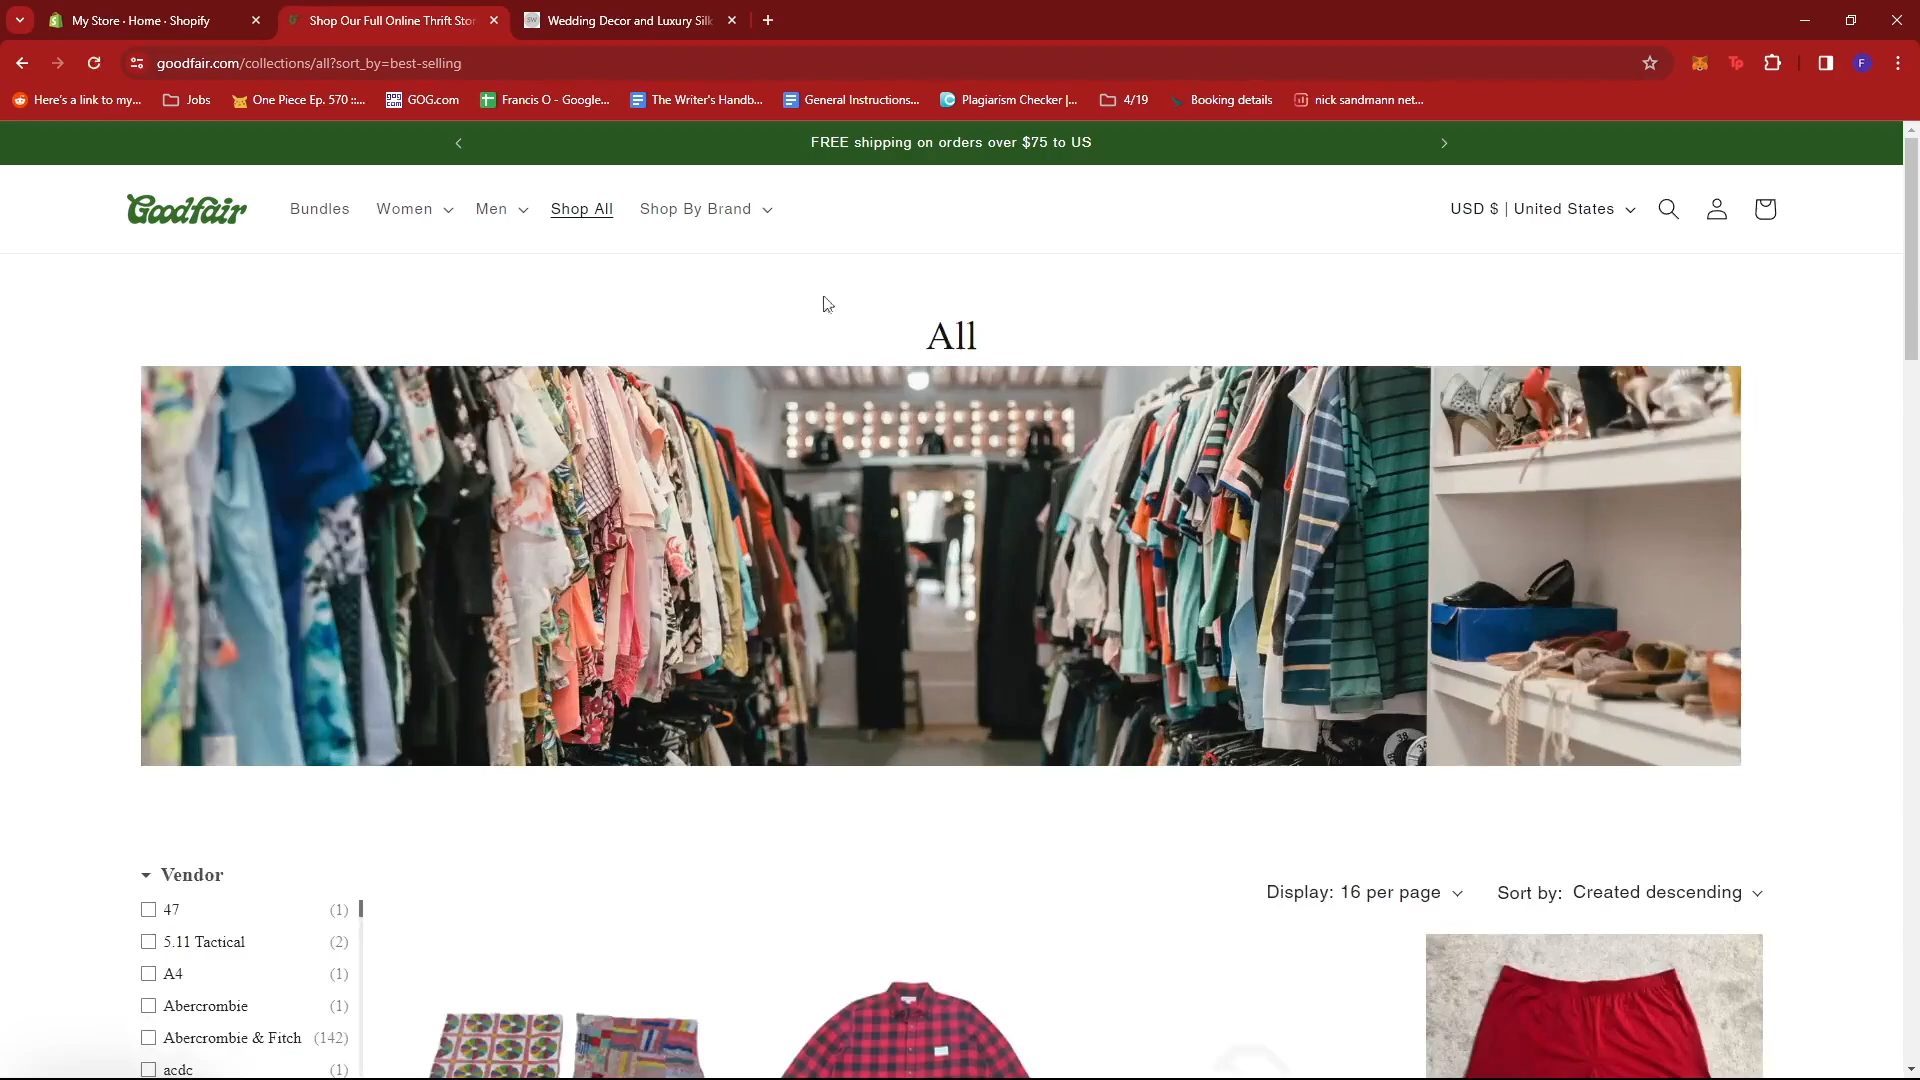 My Store · Home · Shopify
Shop Our Full Online Thrift Stor
Wedding Decor and Luxury Silk
goodfair.com/collections/all?sort_by=best-selling
Here's a link to my...
Jobs
One Piece Ep. 570 ::...
GOG.com
Francis O - Google...
The Writer's Handb...
General Instructions...
Plagiarism Checker |...
4/19
Booking details
nick sandmann net...
FREE shipping on orders over $75 to US
Goodfair
Bundles
Women
Men
Shop All
Shop By Brand
USD $ | United States
All
Vendor
47 (1)
5.11 Tactical (2)
A4 (1)
Abercrombie (1)
Abercrombie & Fitch (142)
acdc (1)
Display: 16 per page
Sort by: Created descending